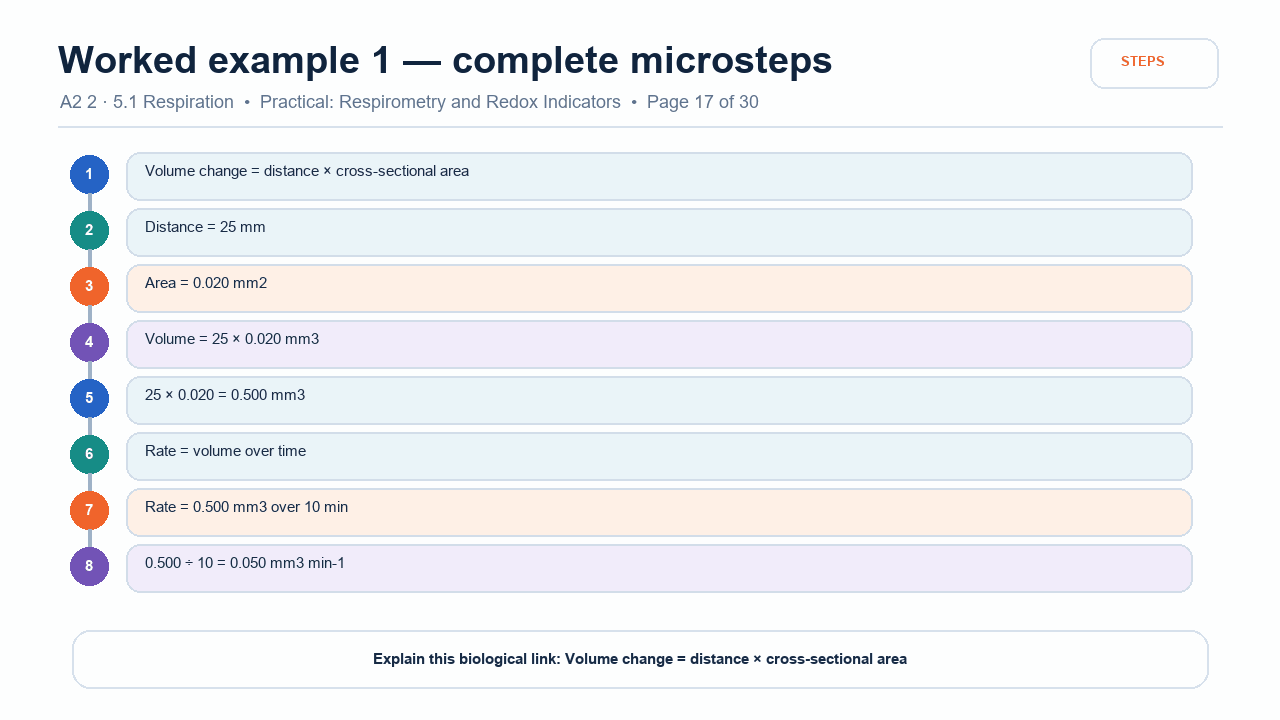 Worked example 1 — complete microsteps
STEPS
A2 2 · 5.1 Respiration • Practical: Respirometry and Redox Indicators • Page 17 of 30
1 Volume change = distance × cross-sectional area
2 Distance = 25 mm
3 Area = 0.020 mm2
4 Volume = 25 × 0.020 mm3
5 25 × 0.020 = 0.500 mm3
6 Rate = volume over time
7 Rate = 0.500 mm3 over 10 min
8 0.500 ÷ 10 = 0.050 mm3 min-1
Explain this biological link: Volume change = distance × cross-sectional area